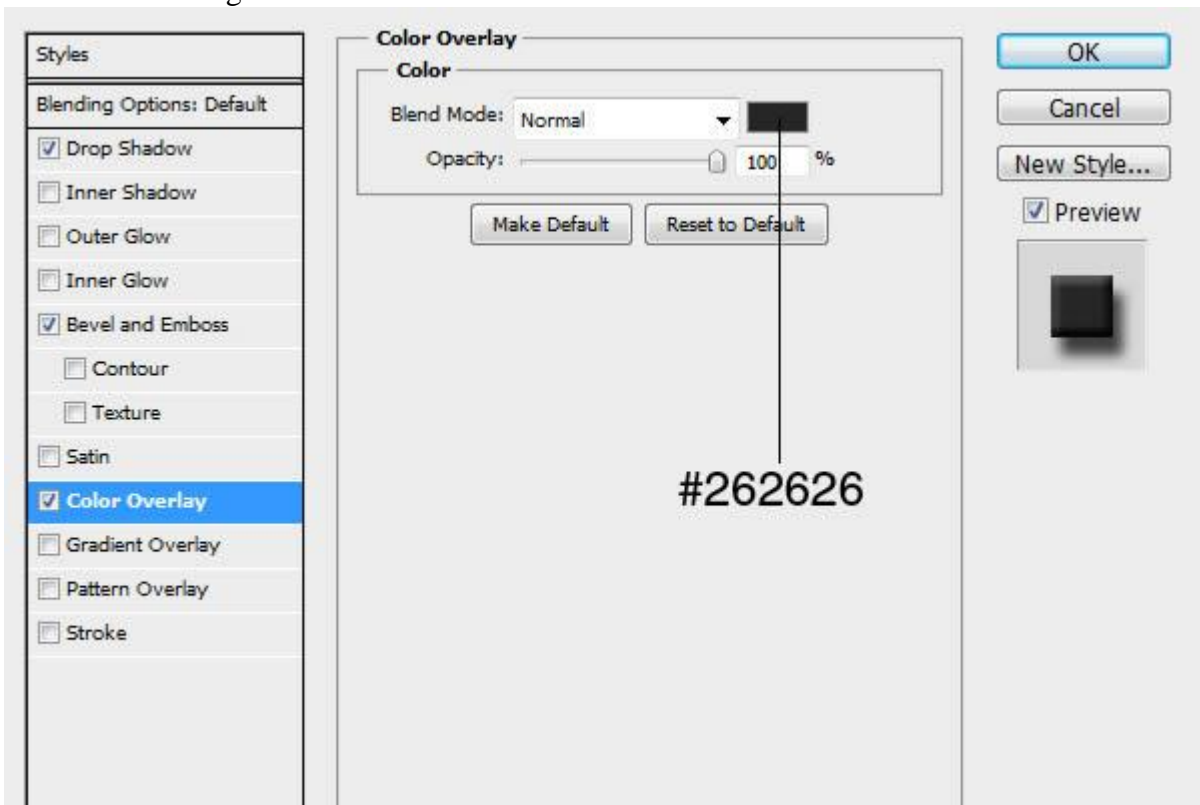 Styles
Blending Options: Default
Drop Shadow
Inner Shadow
Outer Glow
Inner Glow
Bevel and Emboss
Contour
Texture
Satin
Color Overlay
Gradient Overlay
Pattern Overlay
Stroke
Color Overlay
Color
Blend Mode: Normal
Opacity: 100 %
Make Default Reset to Default
#262626
OK
Cancel
New Style...
Preview